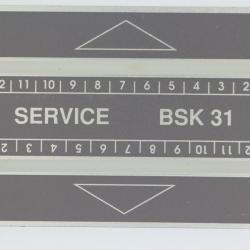 2 | 11 | 10 | 9 | 8 | 7 | 6 | 5 | 4 | 3 | 2
SERVICE BSK 31
2 | 3 | 4 | 5 | 6 | 7 | 8 | 9 | 10 | 11 | 2